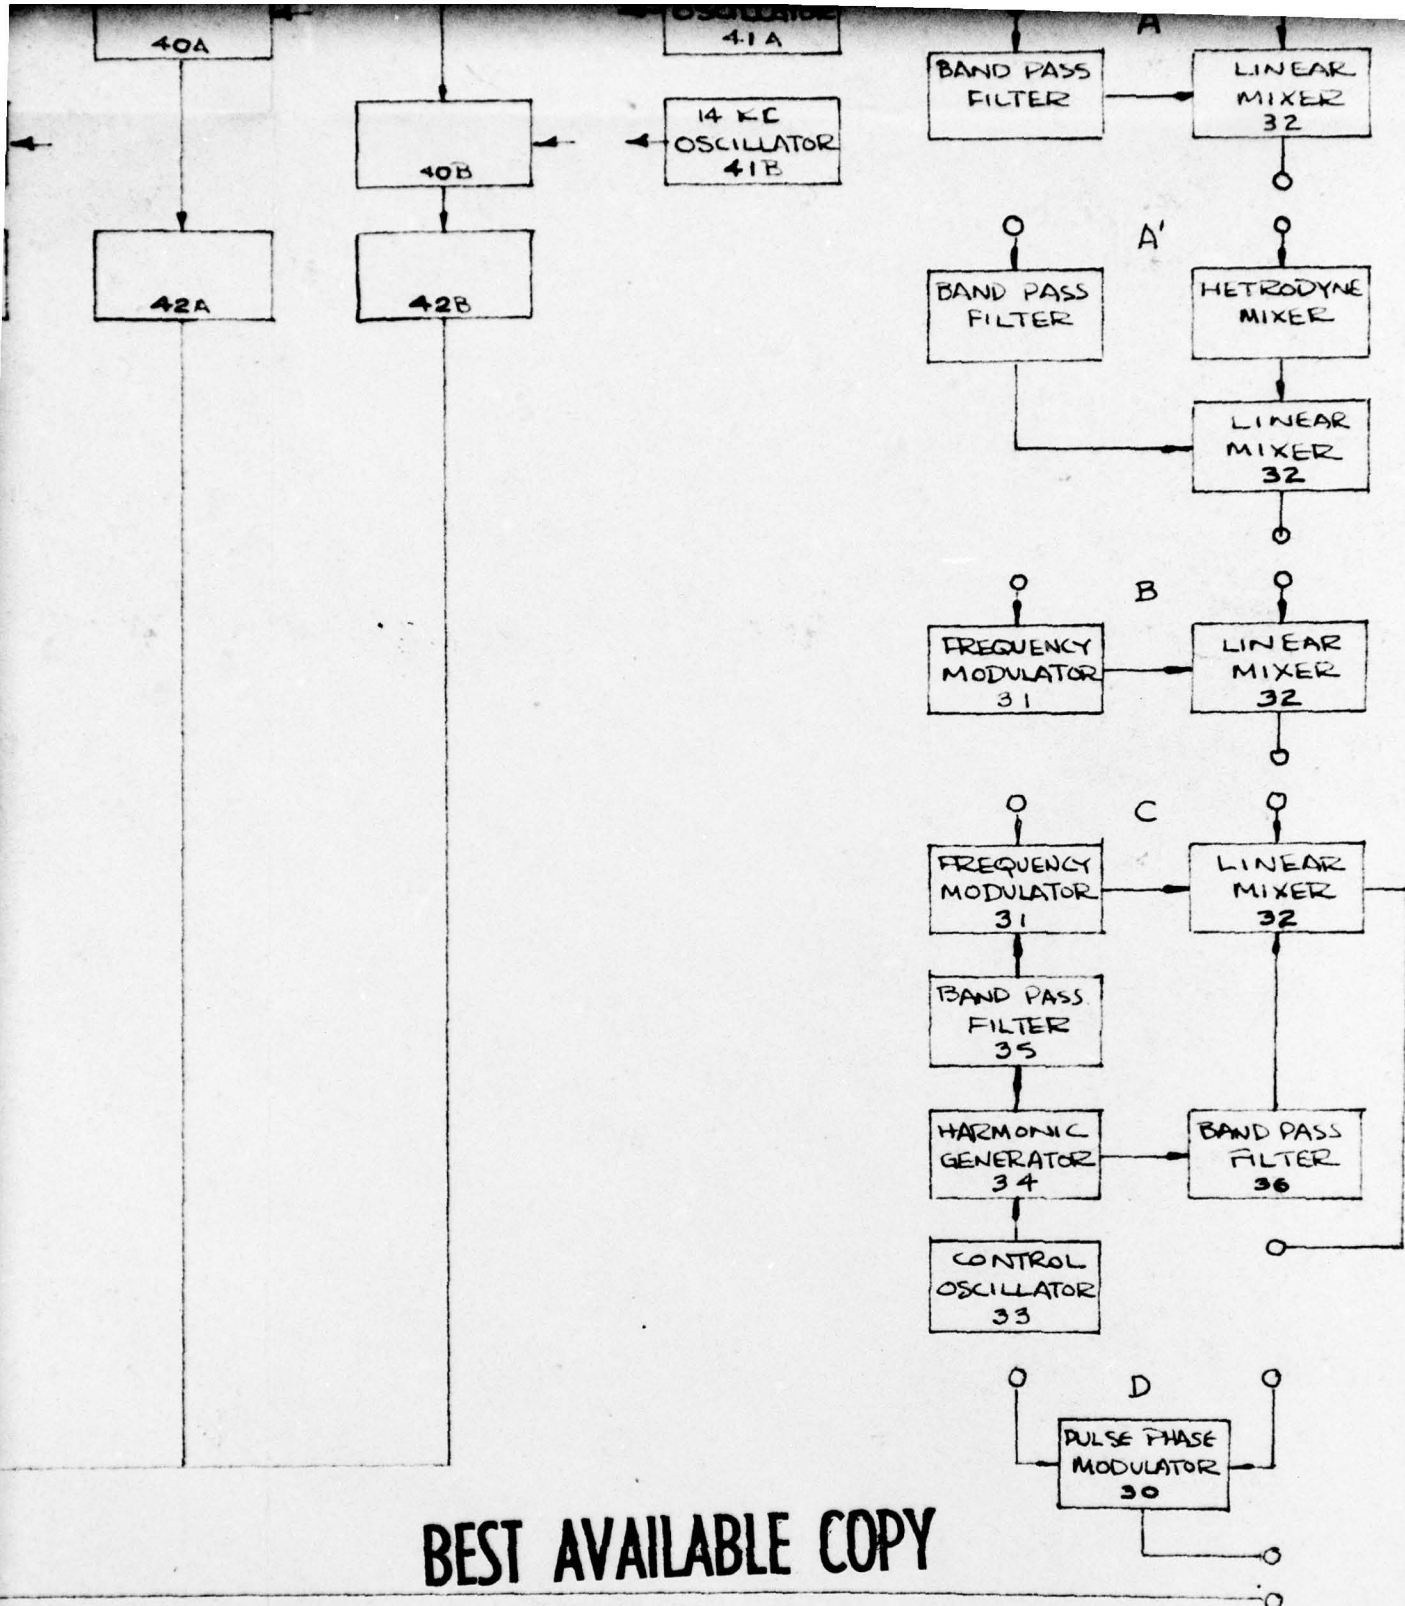 40A
OSCILLATOR
41A
40B
14 KC
OSCILLATOR
41B
42A
42B
A
BAND PASS
FILTER
LINEAR
MIXER
32
A'
BAND PASS
FILTER
HETRODYNE
MIXER
LINEAR
MIXER
32
B
FREQUENCY
MODULATOR
31
LINEAR
MIXER
32
C
FREQUENCY
MODULATOR
31
LINEAR
MIXER
32
BAND PASS
FILTER
35
HARMONIC
GENERATOR
34
BAND PASS
FILTER
36
CONTROL
OSCILLATOR
33
D
PULSE PHASE
MODULATOR
30
BEST AVAILABLE COPY